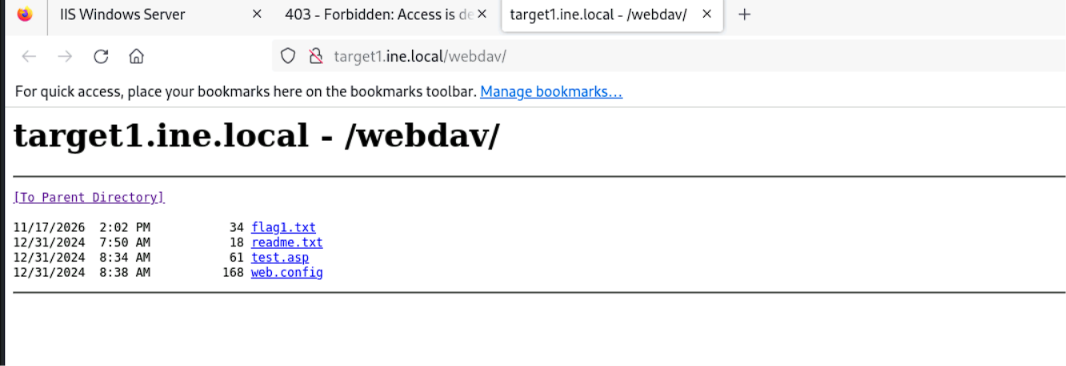 IIS Windows Server
403 - Forbidden: Access is de
target1.ine.local - /webdav/
target1.ine.local/webdav/
For quick access, place your bookmarks here on the bookmarks toolbar. Manage bookmarks...
target1.ine.local - /webdav/
[To Parent Directory]
11/17/2026 2:02 PM 34 flag1.txt
12/31/2024 7:50 AM 18 readme.txt
12/31/2024 8:34 AM 61 test.asp
12/31/2024 8:38 AM 168 web.config